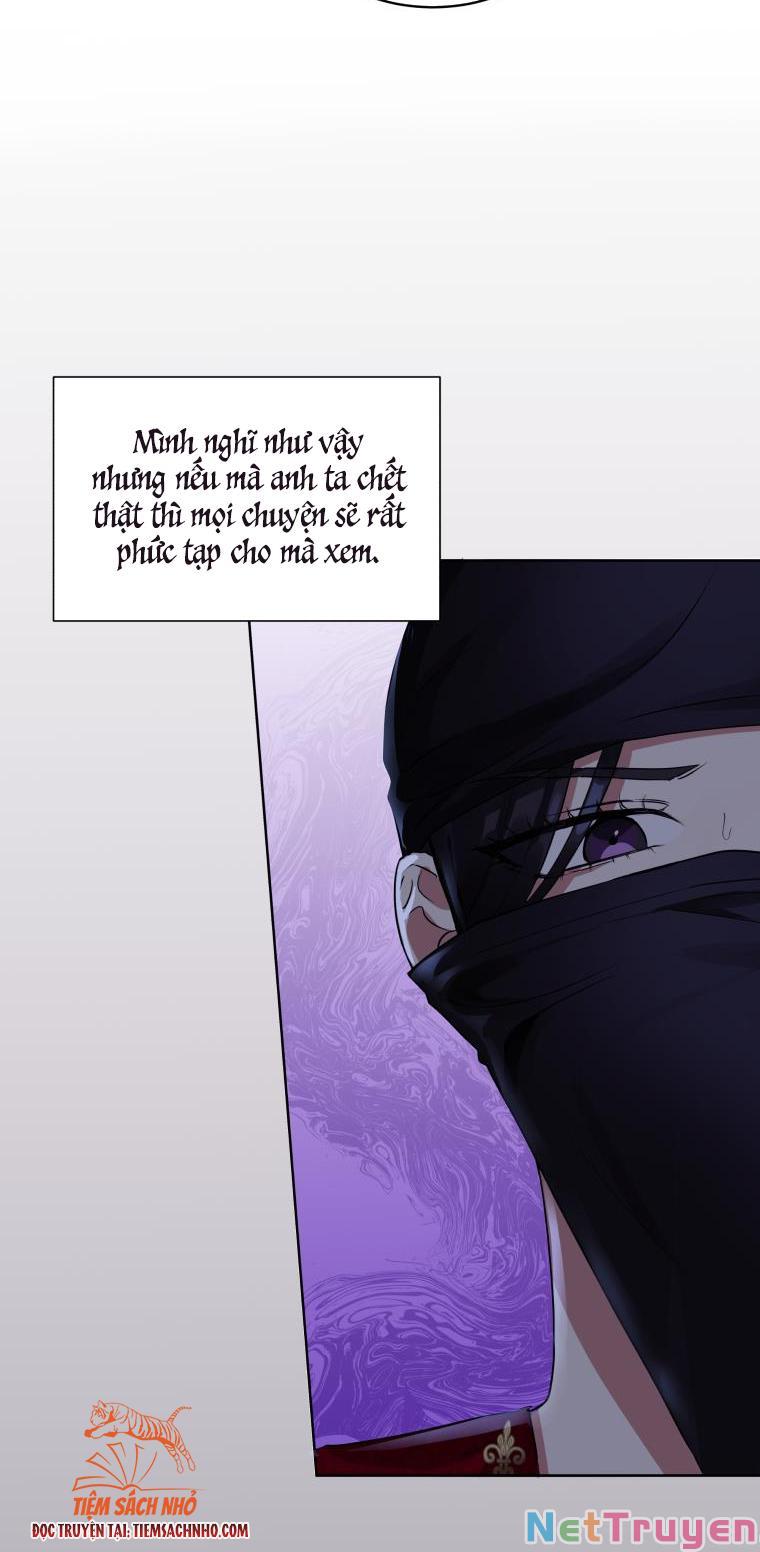 Mình nghĩ như vậy
nhưng nếu mà anh ta chết
thật thì mọi chuyện sẽ rất
phức tạp cho mà xem.
TIỆM SÁCH NHỎ
ĐỌC TRUYỆN TẠI: TIEMSACHNHO.COM
NetTruyen